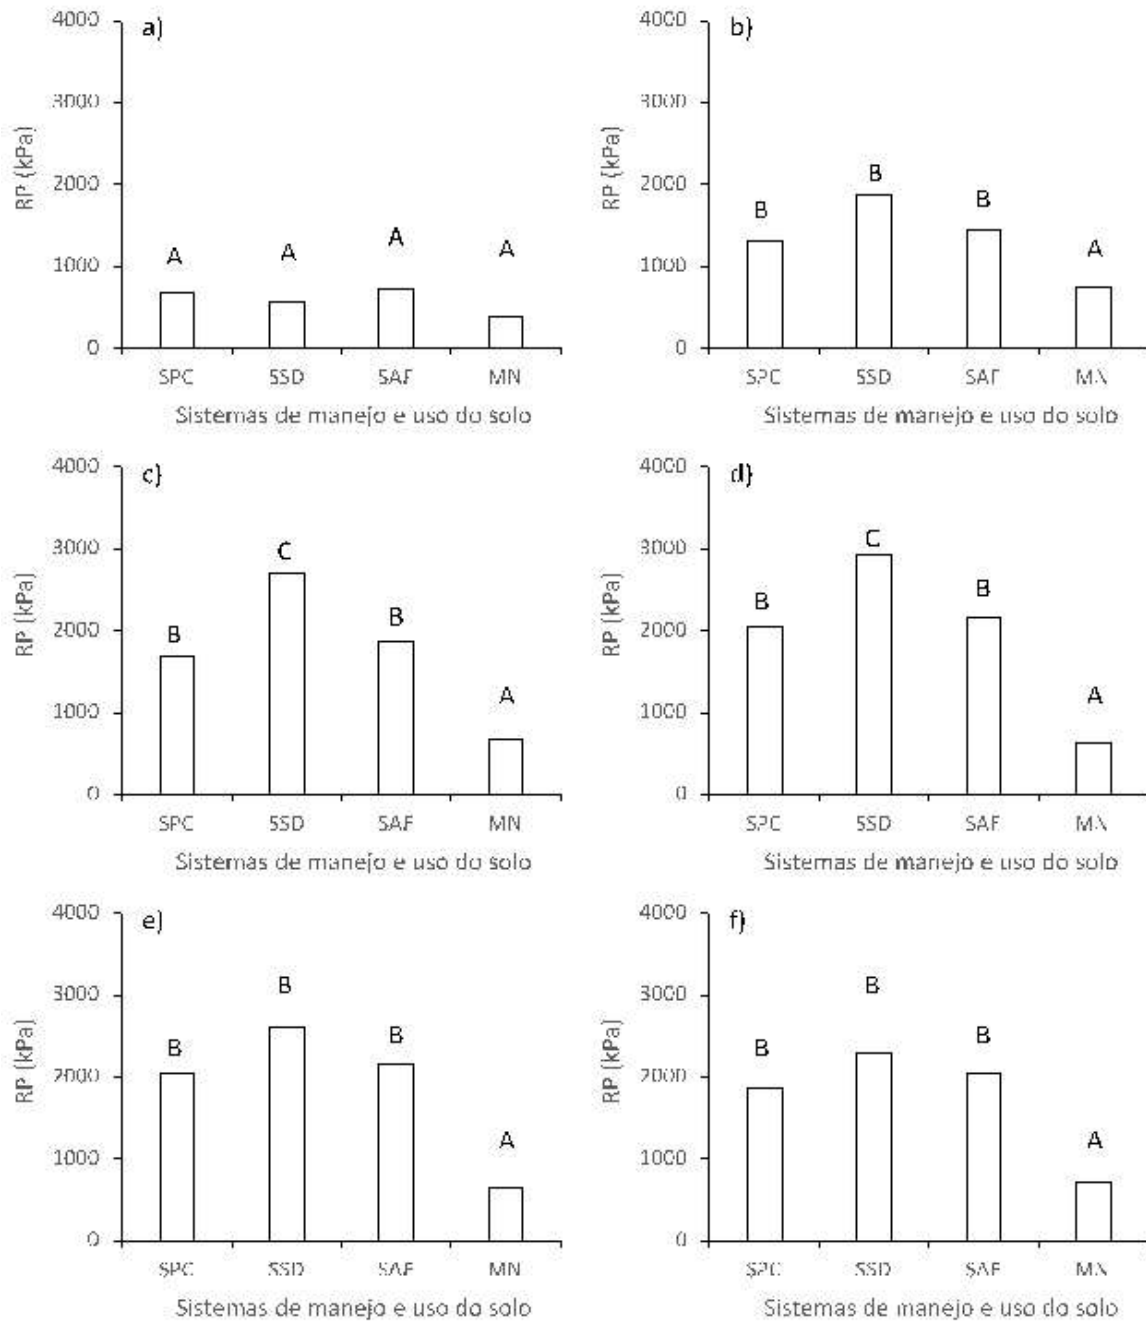 a)
4000
3000
2000
1000
0
RP (kPa)
A A A A
SPC SSD SAF MN
Sistemas de manejo e uso do solo
b)
4000
3000
2000
1000
0
RP (kPa)
B B B A
SPC SSD SAF MN
Sistemas de manejo e uso do solo
c)
4000
3000
2000
1000
0
RP (kPa)
B C B A
SPC SSD SAF MN
Sistemas de manejo e uso do solo
d)
4000
3000
2000
1000
0
RP (kPa)
B C B A
SPC SSD SAF MN
Sistemas de manejo e uso do solo
e)
4000
3000
2000
1000
0
RP (kPa)
B B B A
SPC SSD SAF MN
Sistemas de manejo e uso do solo
f)
4000
3000
2000
1000
0
RP (kPa)
B B B A
SPC SSD SAF MN
Sistemas de manejo e uso do solo